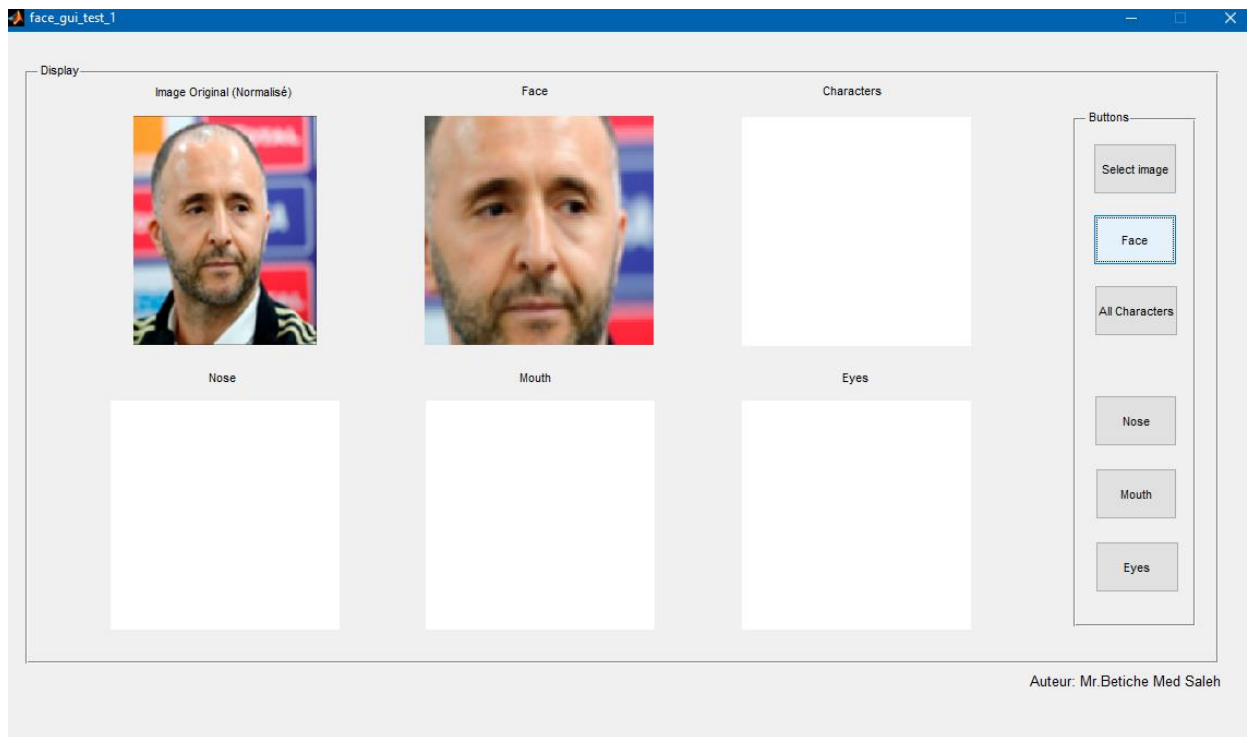 face_gui_test_1
Display
Image Original (Normalisé)
Face
Characters
Buttons
Select image
Face
All Characters
Nose
Mouth
Eyes
Nose
Mouth
Eyes
Auteur: Mr.Betiche Med Saleh